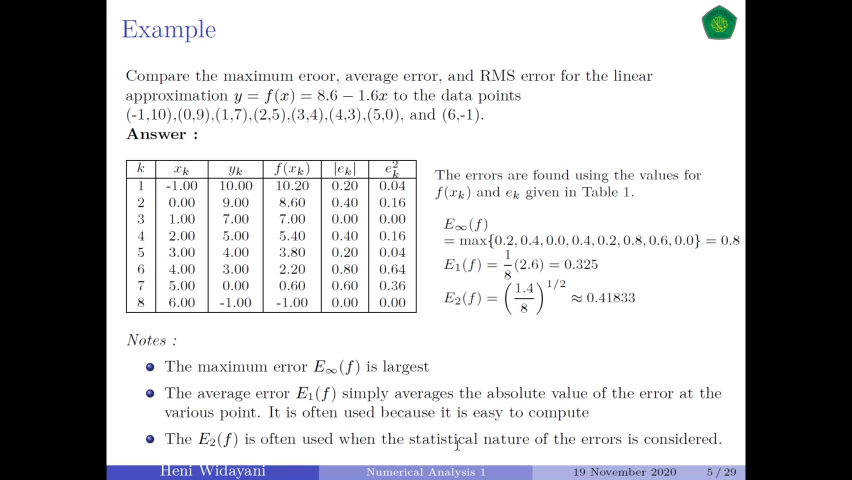 Example
Compare the maximum eroor, average error, and RMS error for the linear
approximation y = f(x) = 8.6 − 1.6x to the data points
(-1,10),(0,9),(1,7),(2,5),(3,4),(4,3),(5,0), and (6,-1).
Answer :
k x_k y_k f(x_k) |e_k| e_k^2
1 -1.00 10.00 10.20 0.20 0.04
2 0.00 9.00 8.60 0.40 0.16
3 1.00 7.00 7.00 0.00 0.00
4 2.00 5.00 5.40 0.40 0.16
5 3.00 4.00 3.80 0.20 0.04
6 4.00 3.00 2.20 0.80 0.64
7 5.00 0.00 0.60 0.60 0.36
8 6.00 -1.00 -1.00 0.00 0.00
The errors are found using the values for
f(x_k) and e_k given in Table 1.
E_∞(f)
= max{0.2, 0.4, 0.0, 0.4, 0.2, 0.8, 0.6, 0.0} = 0.8
E_1(f) = 1/8 (2.6) = 0.325
E_2(f) = (1.4/8)^1/2 ≈ 0.41833
Notes :
The maximum error E_∞(f) is largest
The average error E_1(f) simply averages the absolute value of the error at the
various point. It is often used because it is easy to compute
The E_2(f) is often used when the statistical nature of the errors is considered.
Heni Widayani Numerical Analysis 1 19 November 2020 5 / 29